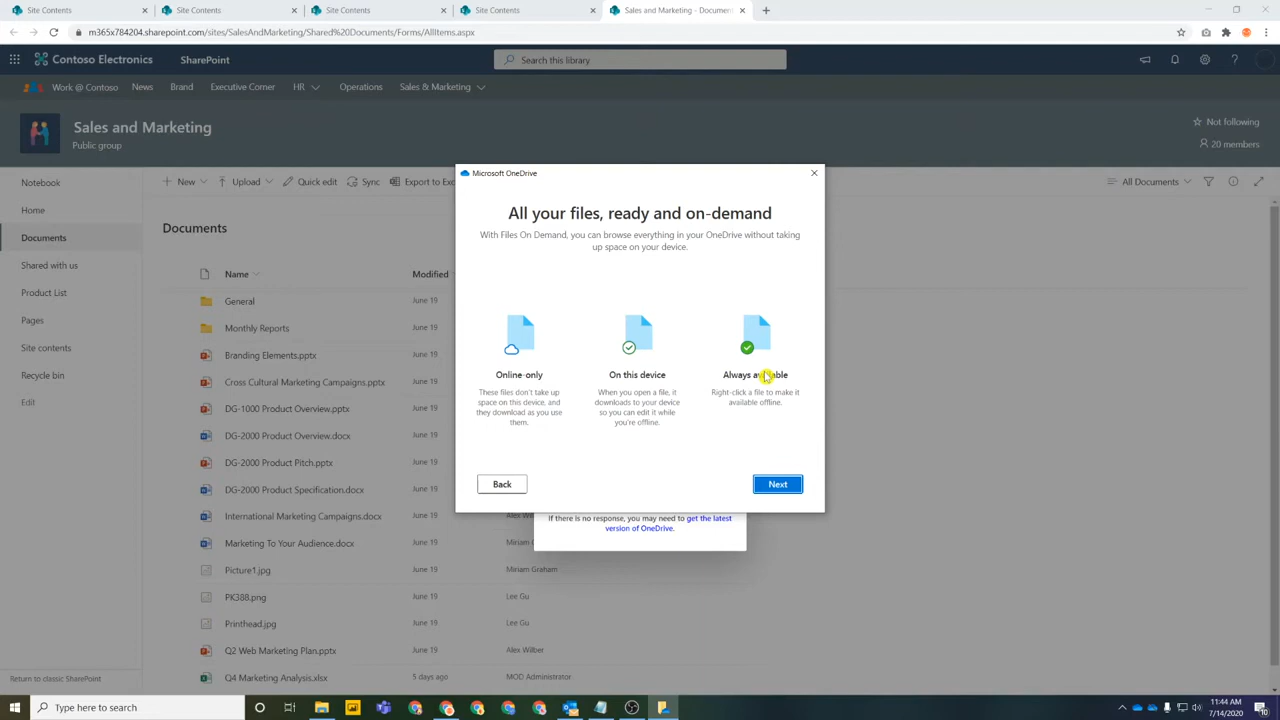 Site Contents
Site Contents
Site Contents
Site Contents
Sales and Marketing - Document
m365x784204.sharepoint.com/sites/SalesAndMarketing/Shared%20Documents/Forms/AllItems.aspx
Contoso Electronics
SharePoint
Search this library
Work @ Contoso
News
Brand
Executive Corner
HR
Operations
Sales & Marketing
Sales and Marketing
Public group
Not following
20 members
Notebook
Home
Documents
Shared with us
Product List
Pages
Site contents
Recycle bin
Edit
Return to classic SharePoint
New
Upload
Quick edit
Sync
Export to Exc
All Documents
Documents
Name
Modified
General
June 19
Monthly Reports
June 19
Branding Elements.pptx
June 19
Cross Cultural Marketing Campaigns.pptx
June 19
DG-1000 Product Overview.pptx
June 19
DG-2000 Product Overview.docx
June 19
DG-2000 Product Pitch.pptx
June 19
DG-2000 Product Specification.docx
June 19
International Marketing Campaigns.docx
June 19
Alex Wilber
Marketing To Your Audience.docx
June 19
Miriam G
Picture1.jpg
June 19
Miriam Graham
PK388.png
June 19
Lee Gu
Printhead.jpg
June 19
Lee Gu
Q2 Web Marketing Plan.pptx
June 19
Alex Wilber
Q4 Marketing Analysis.xlsx
5 days ago
MOD Administrator
Microsoft OneDrive
All your files, ready and on-demand
With Files On Demand, you can browse everything in your OneDrive without taking
up space on your device.
Online-only
These files don't take up
space on this device, and
they download as you use
them.
On this device
When you open a file, it
downloads to your device
so you can edit it while
you're offline.
Always available
Right-click a file to make it
available offline.
Back
Next
If there is no response, you may need to get the latest
version of OneDrive.
Type here to search
11:44 AM
7/14/2020
10